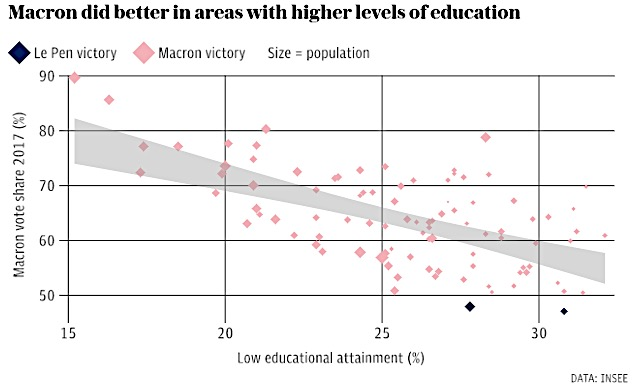 Macron did better in areas with higher levels of education
Le Pen victory Macron victory Size = population
Macron vote share 2017 (%)
90
80
70
60
50
15 20 25 30
Low educational attainment (%)
DATA: INSEE